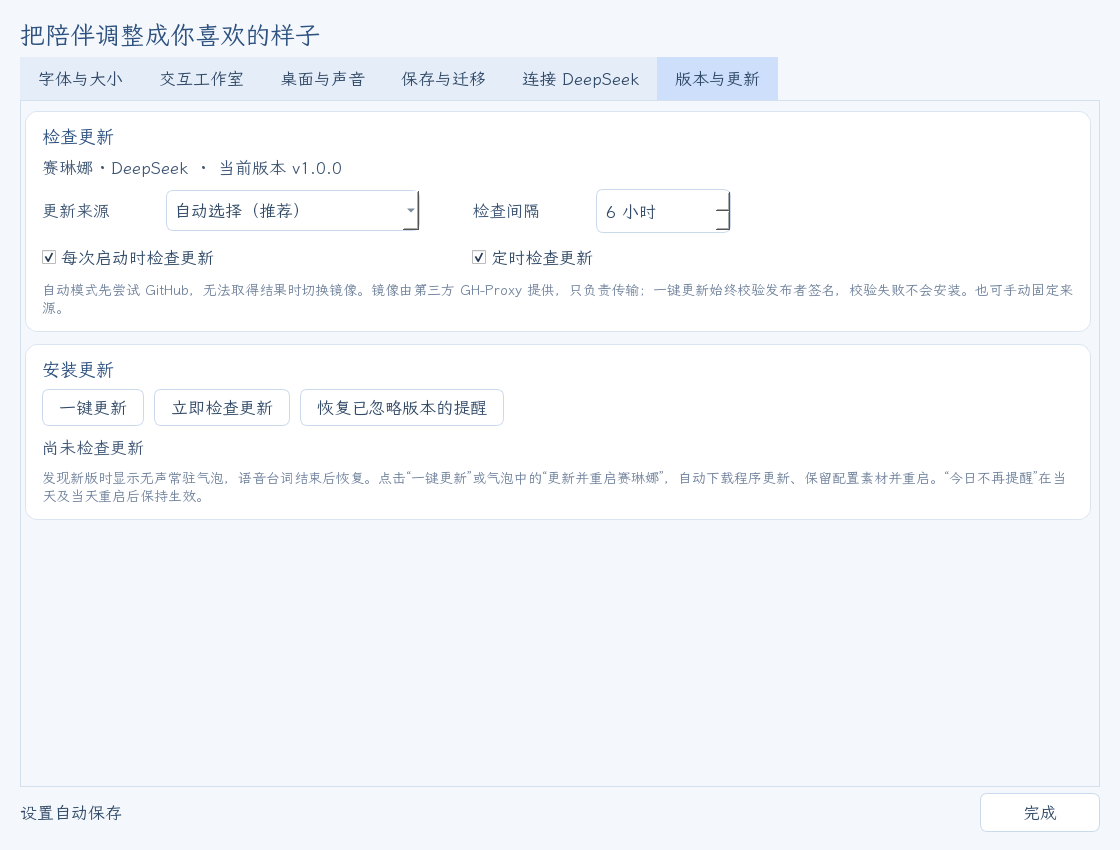 把陪伴调整成你喜欢的样子
字体与大小 交互工作室 桌面与声音 保存与迁移 连接 DeepSeek 版本与更新
检查更新
赛琳娜·DeepSeek · 当前版本 v1.0.0
更新来源 自动选择（推荐） 检查间隔 6 小时
每次启动时检查更新 定时检查更新
自动模式先尝试 GitHub，无法取得结果时切换镜像。镜像由第三方 GH-Proxy 提供，只负责传输；一键更新始终校验发布者签名，校验失败不会安装。也可手动固定来
源。
安装更新
一键更新 立即检查更新 恢复已忽略版本的提醒
尚未检查更新
发现新版时显示无声常驻气泡，语音台词结束后恢复。点击“一键更新”或气泡中的“更新并重启赛琳娜”，自动下载程序更新、保留配置素材并重启。“今日不再提醒”在当
天及当天重启后保持生效。
设置自动保存 完成